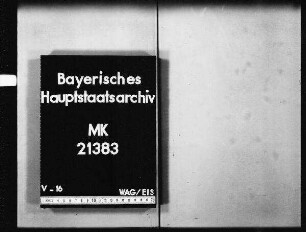 Bayerisches
Hauptstaatsarchiv
MK
21383
V - 16
WAG/EIS